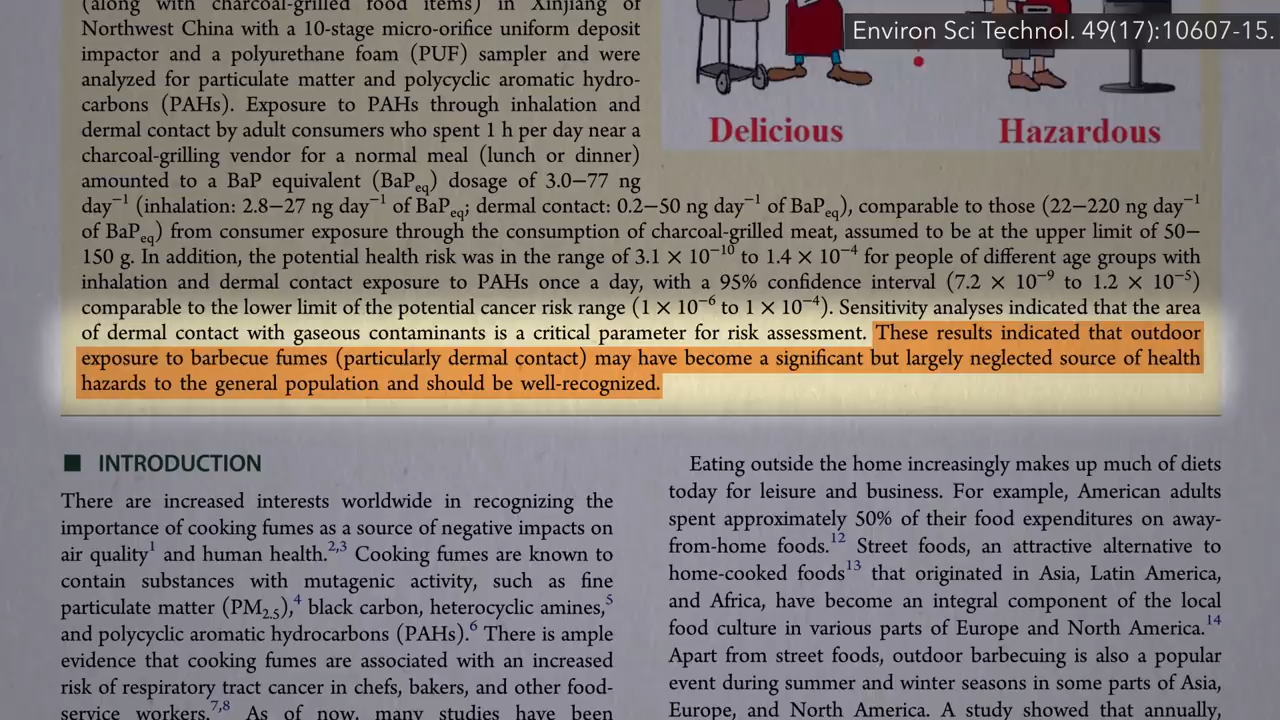 (along with charcoal-grilled food items) in Xinjiang of
Northwest China with a 10-stage micro-orifice uniform deposit
impactor and a polyurethane foam (PUF) sampler and were
analyzed for particulate matter and polycyclic aromatic hydro-
carbons (PAHs). Exposure to PAHs through inhalation and
dermal contact by adult consumers who spent 1 h per day near a
charcoal-grilling vendor for a normal meal (lunch or dinner)
amounted to a BaP equivalent (BaPeq) dosage of 3.0−77 ng
day⁻¹ (inhalation: 2.8−27 ng day⁻¹ of BaPeq; dermal contact: 0.2−50 ng day⁻¹ of BaPeq), comparable to those (22−220 ng day⁻¹
of BaPeq) from consumer exposure through the consumption of charcoal-grilled meat, assumed to be at the upper limit of 50−
150 g. In addition, the potential health risk was in the range of 3.1 × 10⁻¹⁰ to 1.4 × 10⁻⁴ for people of different age groups with
inhalation and dermal contact exposure to PAHs once a day, with a 95% confidence interval (7.2 × 10⁻⁹ to 1.2 × 10⁻⁵)
comparable to the lower limit of the potential cancer risk range (1 × 10⁻⁶ to 1 × 10⁻⁴). Sensitivity analyses indicated that the area
of dermal contact with gaseous contaminants is a critical parameter for risk assessment. These results indicated that outdoor
exposure to barbecue fumes (particularly dermal contact) may have become a significant but largely neglected source of health
hazards to the general population and should be well-recognized.
Environ Sci Technol. 49(17):10607-15.
Delicious
Hazardous
■ INTRODUCTION
There are increased interests worldwide in recognizing the
importance of cooking fumes as a source of negative impacts on
air quality¹ and human health.²,³ Cooking fumes are known to
contain substances with mutagenic activity, such as fine
particulate matter (PM₂.₅),⁴ black carbon, heterocyclic amines,⁵
and polycyclic aromatic hydrocarbons (PAHs).⁶ There is ample
evidence that cooking fumes are associated with an increased
risk of respiratory tract cancer in chefs, bakers, and other food-
service workers.⁷,⁸ As of now, many studies have been
Eating outside the home increasingly makes up much of diets
today for leisure and business. For example, American adults
spent approximately 50% of their food expenditures on away-
from-home foods.¹² Street foods, an attractive alternative to
home-cooked foods¹³ that originated in Asia, Latin America,
and Africa, have become an integral component of the local
food culture in various parts of Europe and North America.¹⁴
Apart from street foods, outdoor barbecuing is also a popular
event during summer and winter seasons in some parts of Asia,
Europe, and North America. A study showed that annually,